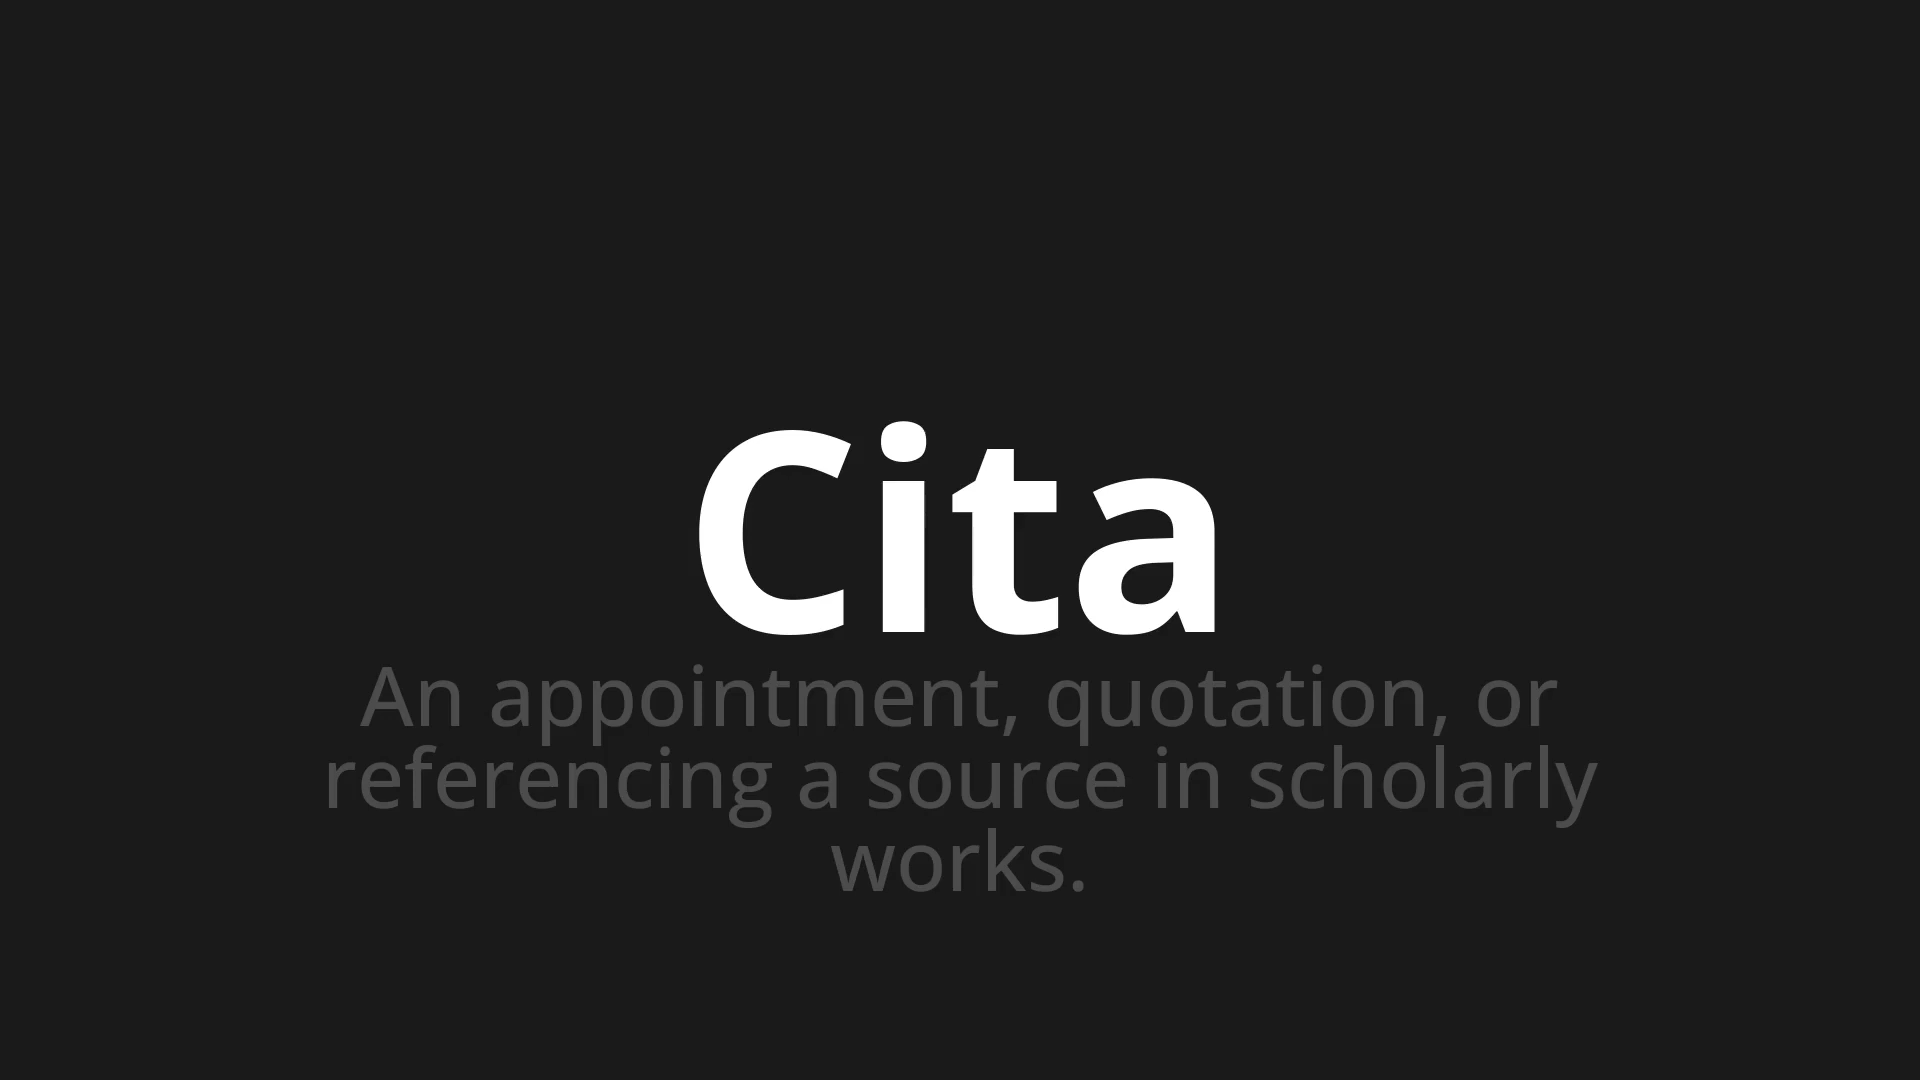 Cita
An appointment, quotation, or
referencing a source in scholarly
works.